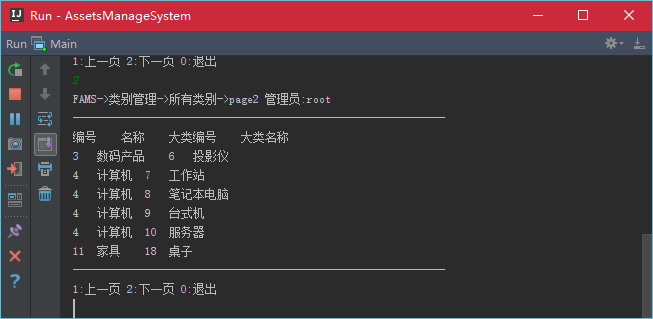 Run - AssetsManageSystem
Run Main
1:上一页 2:下一页 0:退出
2
FAMS->类别管理->所有类别->page2 管理员:root
编号 名称 大类编号 大类名称
3 数码产品 6 投影仪
4 计算机 7 工作站
4 计算机 8 笔记本电脑
4 计算机 9 台式机
4 计算机 10 服务器
11 家具 18 桌子
1:上一页 2:下一页 0:退出